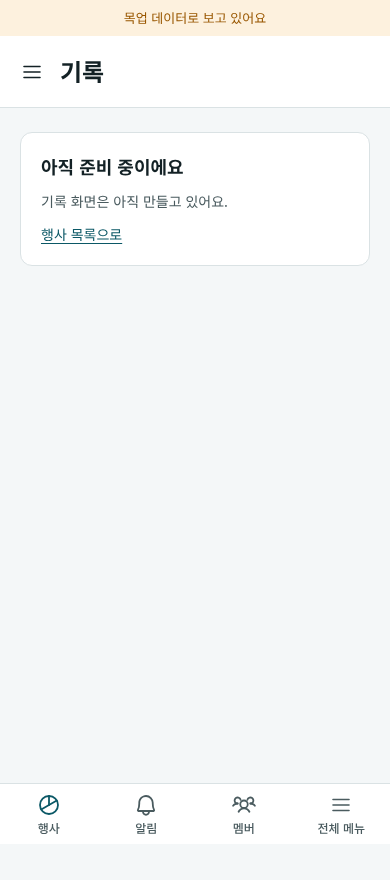 목업 데이터로 보고 있어요
기록
아직 준비 중이에요
기록 화면은 아직 만들고 있어요.
행사 목록으로
행사
알림
멤버
전체 메뉴